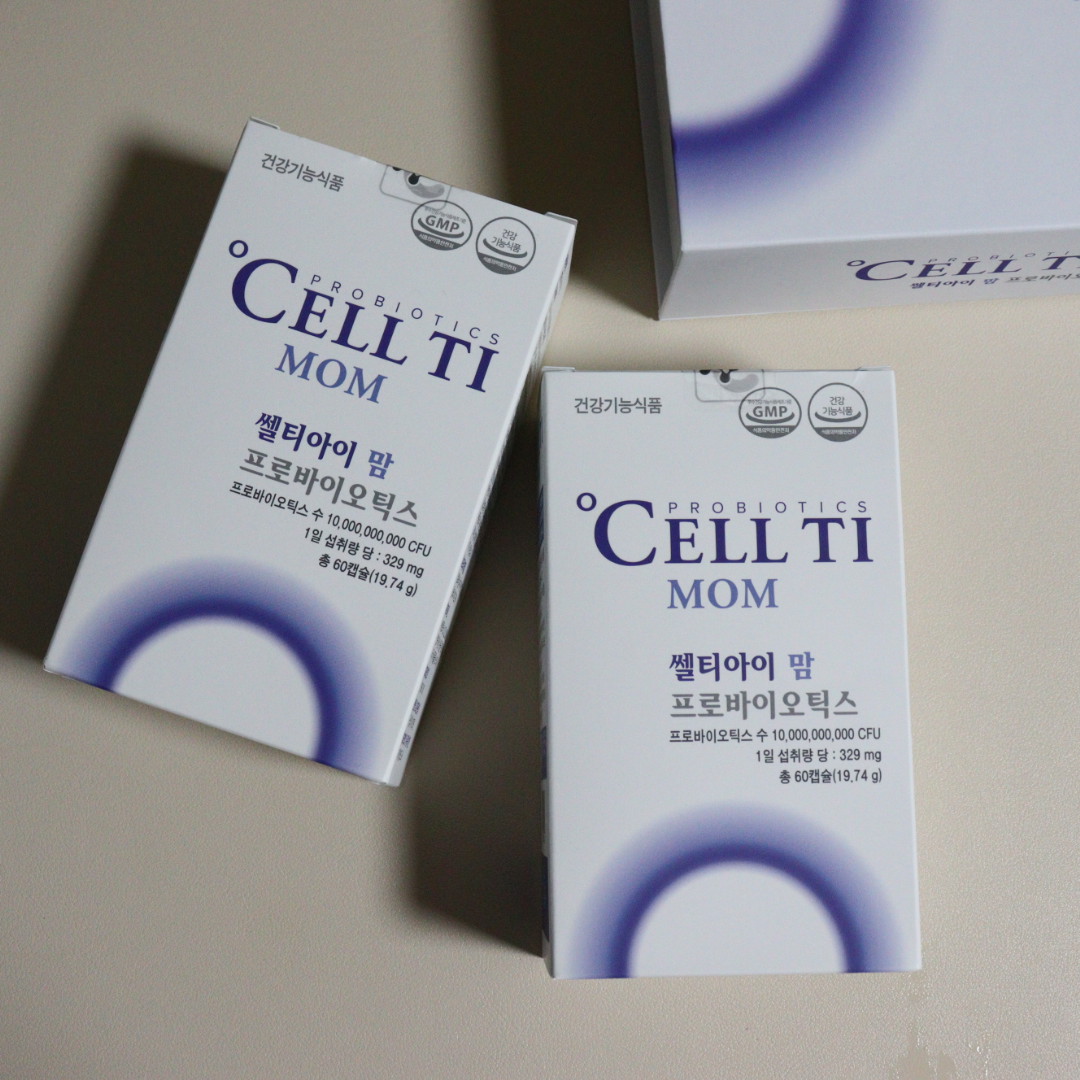 건강기능식품
GMP
건강
기능식품
PROBIOTICS
°CELL TI
MOM
쎌티아이 맘
프로바이오틱스
프로바이오틱스 수 10,000,000,000 CFU
1일 섭취량 당 : 329 mg
총 60캡슐(19.74 g)
PROBIOTICS
°CELL TI
쎌티아이 맘 프로바이오
건강기능식품
GMP
건강
기능식품
PROBIOTICS
°CELL TI
MOM
쎌티아이 맘
프로바이오틱스
프로바이오틱스 수 10,000,000,000 CFU
1일 섭취량 당 : 329 mg
총 60캡슐(19.74 g)